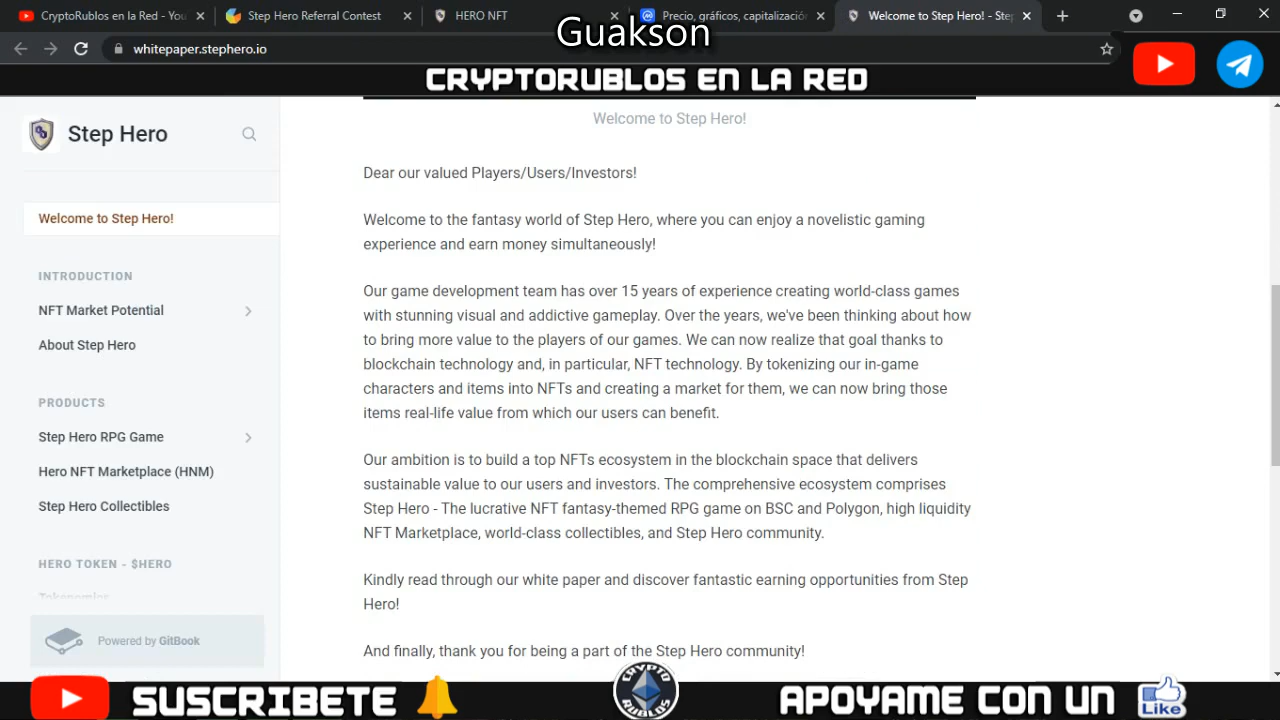 CryptoRublos en la Red - You
Step Hero Referral Contest
HERO NFT
Precio, gráficos, capitalización
Welcome to Step Hero! - Step
Guakson
whitepaper.stephero.io
CRYPTORUBLOS EN LA RED
Step Hero
Welcome to Step Hero!
INTRODUCTION
NFT Market Potential
About Step Hero
PRODUCTS
Step Hero RPG Game
Hero NFT Marketplace (HNM)
Step Hero Collectibles
HERO TOKEN - $HERO
Tokenomics
Powered by GitBook
Welcome to Step Hero!
Dear our valued Players/Users/Investors!
Welcome to the fantasy world of Step Hero, where you can enjoy a novelistic gaming
experience and earn money simultaneously!
Our game development team has over 15 years of experience creating world-class games
with stunning visual and addictive gameplay. Over the years, we've been thinking about how
to bring more value to the players of our games. We can now realize that goal thanks to
blockchain technology and, in particular, NFT technology. By tokenizing our in-game
characters and items into NFTs and creating a market for them, we can now bring those
items real-life value from which our users can benefit.
Our ambition is to build a top NFTs ecosystem in the blockchain space that delivers
sustainable value to our users and investors. The comprehensive ecosystem comprises
Step Hero - The lucrative NFT fantasy-themed RPG game on BSC and Polygon, high liquidity
NFT Marketplace, world-class collectibles, and Step Hero community.
Kindly read through our white paper and discover fantastic earning opportunities from Step
Hero!
And finally, thank you for being a part of the Step Hero community!
SUSCRIBETE
CRYPTO
RUBLOS
APOYAME CON UN
Like